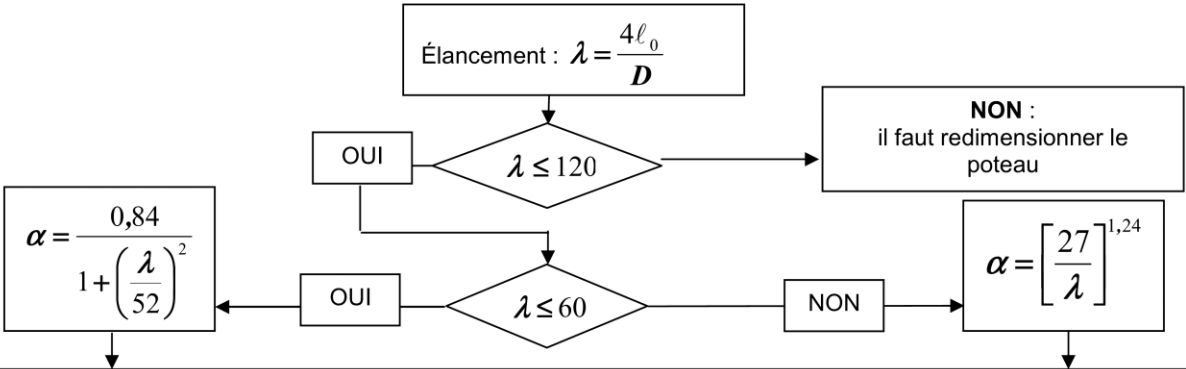 Élancement : λ = 4ℓ₀ / D
NON :
il faut redimensionner le
poteau
OUI
λ ≤ 120
α = 0,84 / (1 + (λ / 52)²)
OUI
λ ≤ 60
NON
α = [27 / λ]^1,24